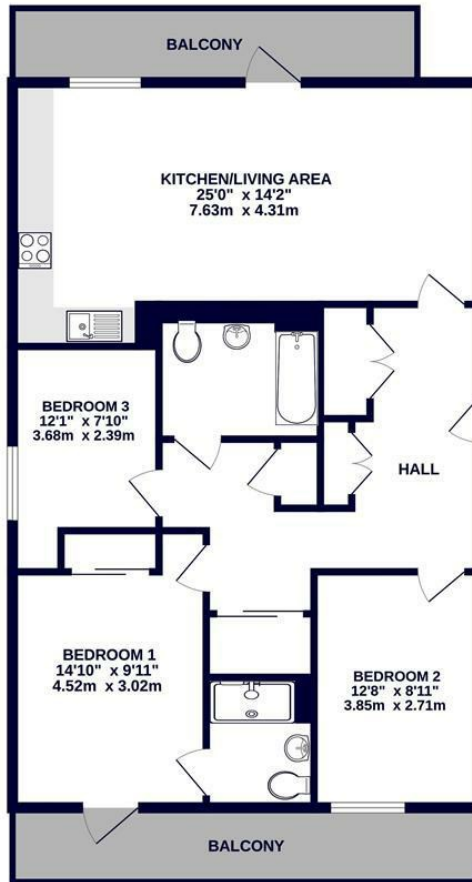 BALCONY
KITCHEN/LIVING AREA
25'0" x 14'2"
7.63m x 4.31m
BEDROOM 3
12'1" x 7'10"
3.68m x 2.39m
HALL
BEDROOM 1
14'10" x 9'11"
4.52m x 3.02m
BEDROOM 2
12'8" x 8'11"
3.85m x 2.71m
BALCONY